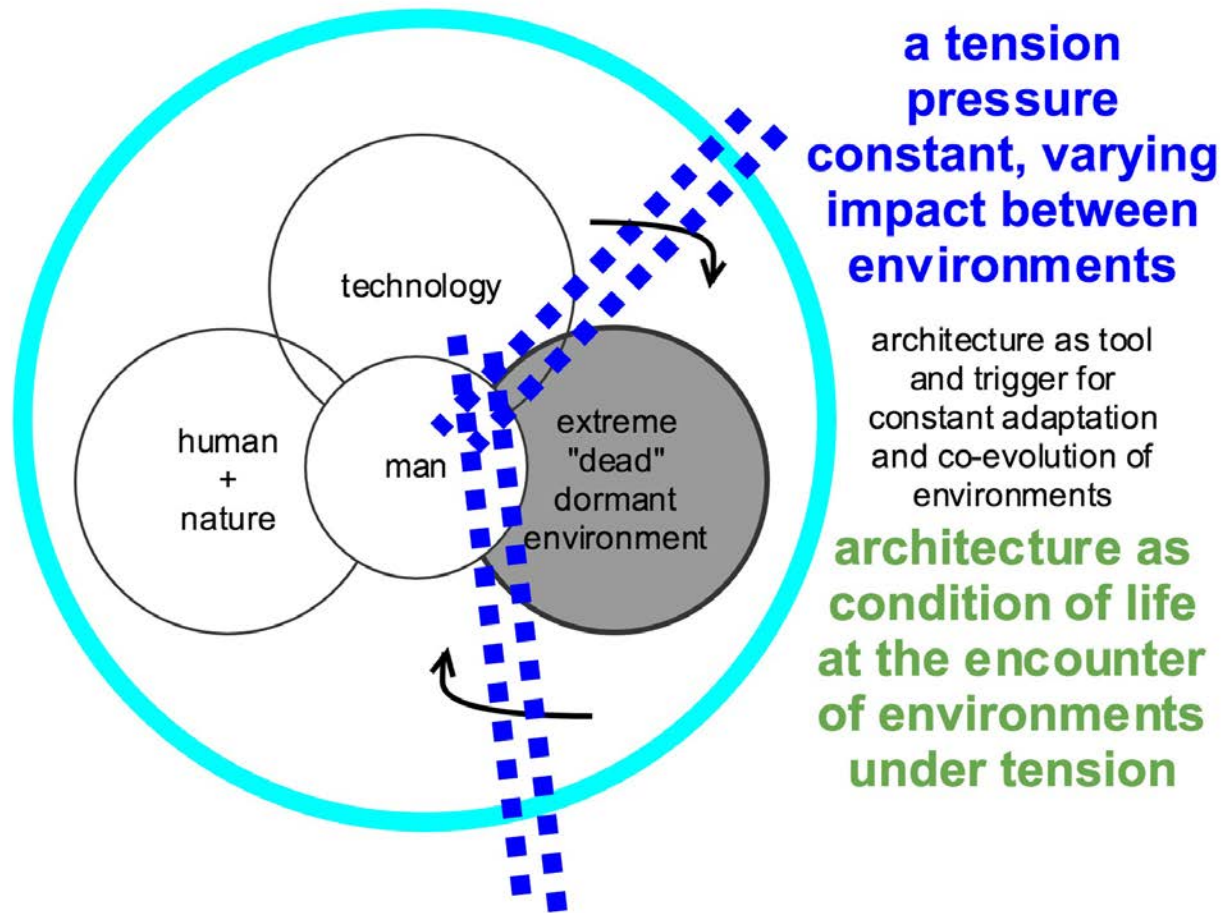 technology
human
+
nature
man
extreme
"dead"
dormant
environment
a tension
pressure
constant, varying
impact between
environments
architecture as tool
and trigger for
constant adaptation
and co-evolution of
environments
architecture as
condition of life
at the encounter
of environments
under tension